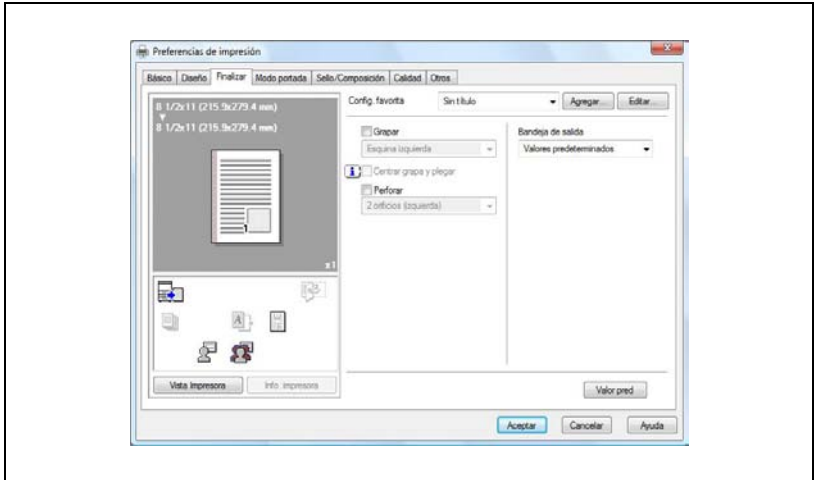 Preferencias de impresión
Básico Diseño Finalizar Modo portada Sello/Composición Calidad Otros
8 1/2x11 (215.9x279.4 mm)
8 1/2x11 (215.9x279.4 mm)
1
x1
Vista impresora Info. impresora
Config. favorita Sin título Agregar... Editar...
Grapar
Esquina izquierda
Centrar grapa y plegar
Perforar
2 orificios (izquierda)
Bandeja de salida
Valores predeterminados
Valor pred
Aceptar Cancelar Ayuda